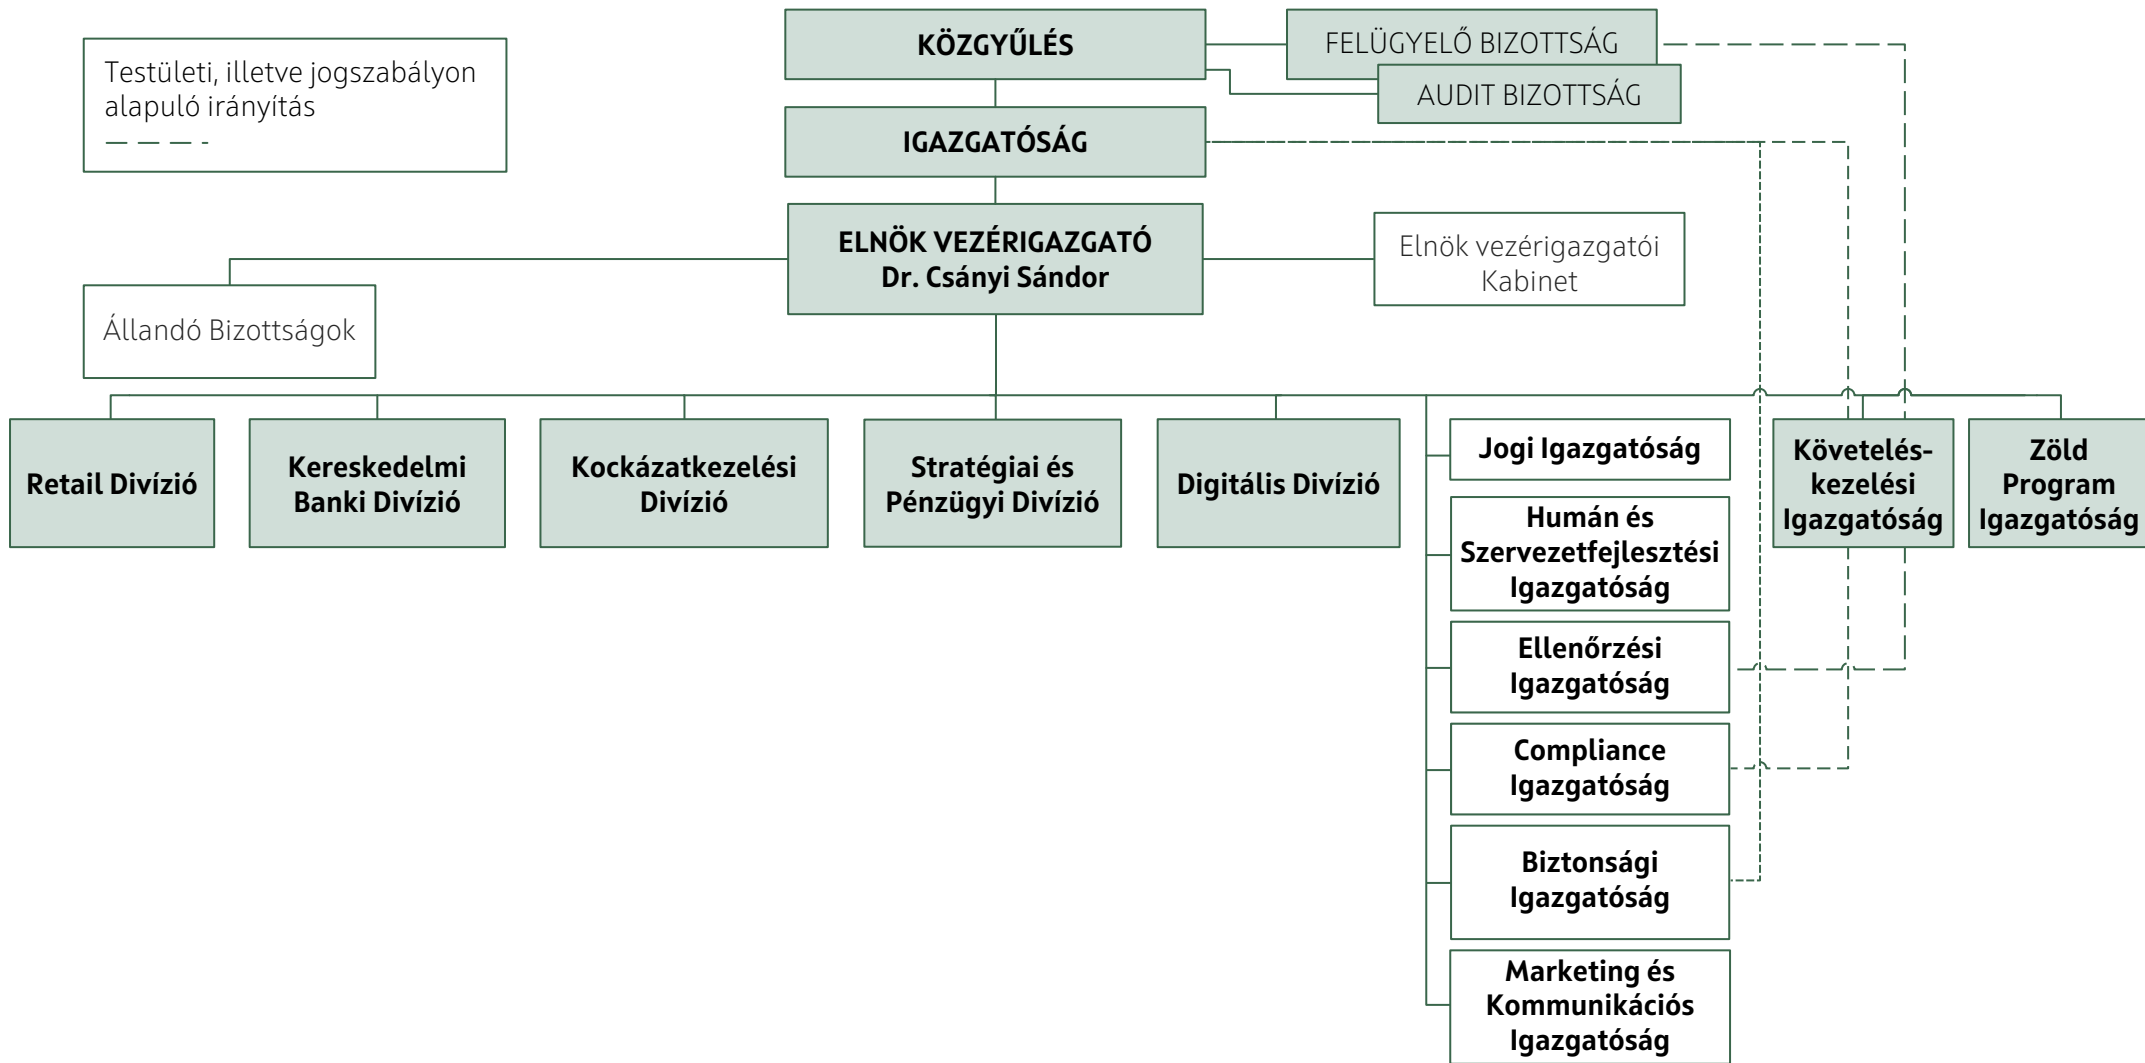 KÖZGYŰLÉS
FELÜGYELŐ BIZOTTSÁG
AUDIT BIZOTTSÁG
Testületi, illetve jogszabályon
alapuló irányítás
IGAZGATÓSÁG
ELNÖK VEZÉRIGAZGATÓ
Dr. Csányi Sándor
Elnök vezérigazgatói
Kabinet
Állandó Bizottságok
Retail Divízió
Kereskedelmi
Banki Divízió
Kockázatkezelési
Divízió
Stratégiai és
Pénzügyi Divízió
Digitális Divízió
Jogi Igazgatóság
Humán és
Szervezetfejlesztési
Igazgatóság
Ellenőrzési
Igazgatóság
Compliance
Igazgatóság
Biztonsági
Igazgatóság
Marketing és
Kommunikációs
Igazgatóság
Követelés-
kezelési
Igazgatóság
Zöld
Program
Igazgatóság